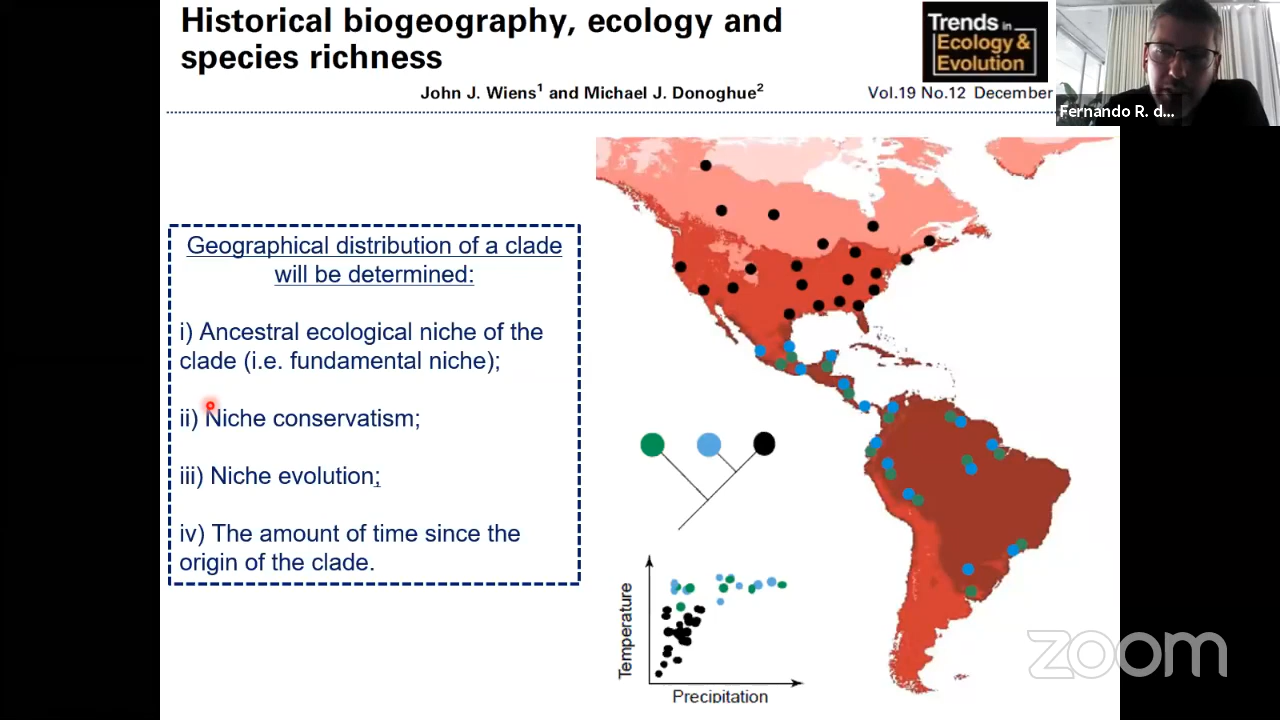 Historical biogeography, ecology and
species richness
Trends in
Ecology &
Evolution
John J. Wiens¹ and Michael J. Donoghue²
Vol.19 No.12 December
Fernando R. d...
Geographical distribution of a clade
will be determined:
i) Ancestral ecological niche of the
clade (i.e. fundamental niche);
ii) Niche conservatism;
iii) Niche evolution;
iv) The amount of time since the
origin of the clade.
Temperature
Precipitation
zoom